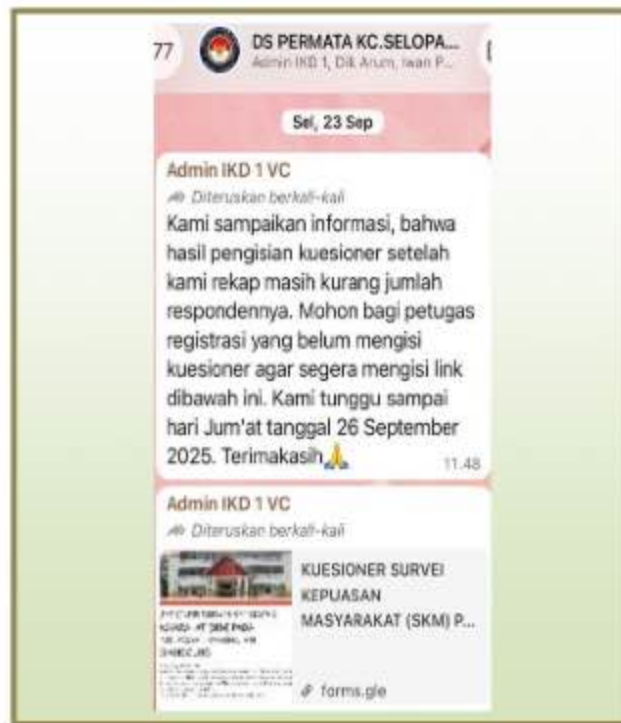 77
DS PERMATA KC.SELOPA...
Admin IKD 1, Dik Arum, Iwan P...
Sel, 23 Sep
Admin IKD 1 VC
Diteruskan berkali-kali
Kami sampaikan informasi, bahwa
hasil pengisian kuesioner setelah
kami rekap masih kurang jumlah
respondennya. Mohon bagi petugas
registrasi yang belum mengisi
kuesioner agar segera mengisi link
dibawah ini. Kami tunggu sampai
hari Jum'at tanggal 26 September
2025. Terimakasih🙏
11.48
Admin IKD 1 VC
Diteruskan berkali-kali
KUESIONER SURVEI
KEPUASAN
MASYARAKAT (SKM) P...
forms.gle